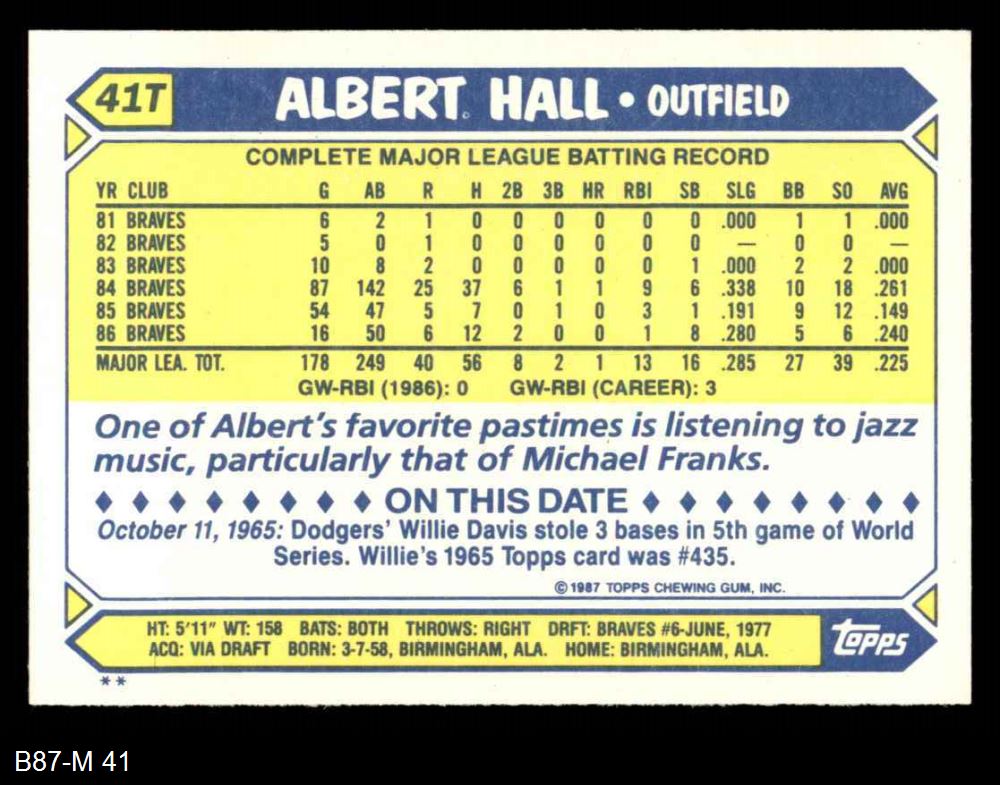 41T ALBERT HALL • OUTFIELD
COMPLETE MAJOR LEAGUE BATTING RECORD
YR CLUB G AB R H 2B 3B HR RBI SB SLG BB SO AVG
81 BRAVES 6 2 1 0 0 0 0 0 0 .000 1 1 .000
82 BRAVES 5 0 1 0 0 0 0 0 0 — 0 0 —
83 BRAVES 10 8 2 0 0 0 0 0 1 .000 2 2 .000
84 BRAVES 87 142 25 37 6 1 1 9 6 .338 10 18 .261
85 BRAVES 54 47 5 7 0 1 0 3 1 .191 9 12 .149
86 BRAVES 16 50 6 12 2 0 0 1 8 .280 5 6 .240
MAJOR LEA. TOT. 178 249 40 56 8 2 1 13 16 .285 27 39 .225
GW-RBI (1986): 0 GW-RBI (CAREER): 3
One of Albert's favorite pastimes is listening to jazz
music, particularly that of Michael Franks.
♦ ♦ ♦ ♦ ♦ ♦ ♦ ♦ ON THIS DATE ♦ ♦ ♦ ♦ ♦ ♦ ♦ ♦
October 11, 1965: Dodgers' Willie Davis stole 3 bases in 5th game of World
Series. Willie's 1965 Topps card was #435.
© 1987 TOPPS CHEWING GUM, INC.
HT: 5'11" WT: 158 BATS: BOTH THROWS: RIGHT DRFT: BRAVES #6-JUNE, 1977
ACQ: VIA DRAFT BORN: 3-7-58, BIRMINGHAM, ALA. HOME: BIRMINGHAM, ALA.
topps
**
B87-M 41